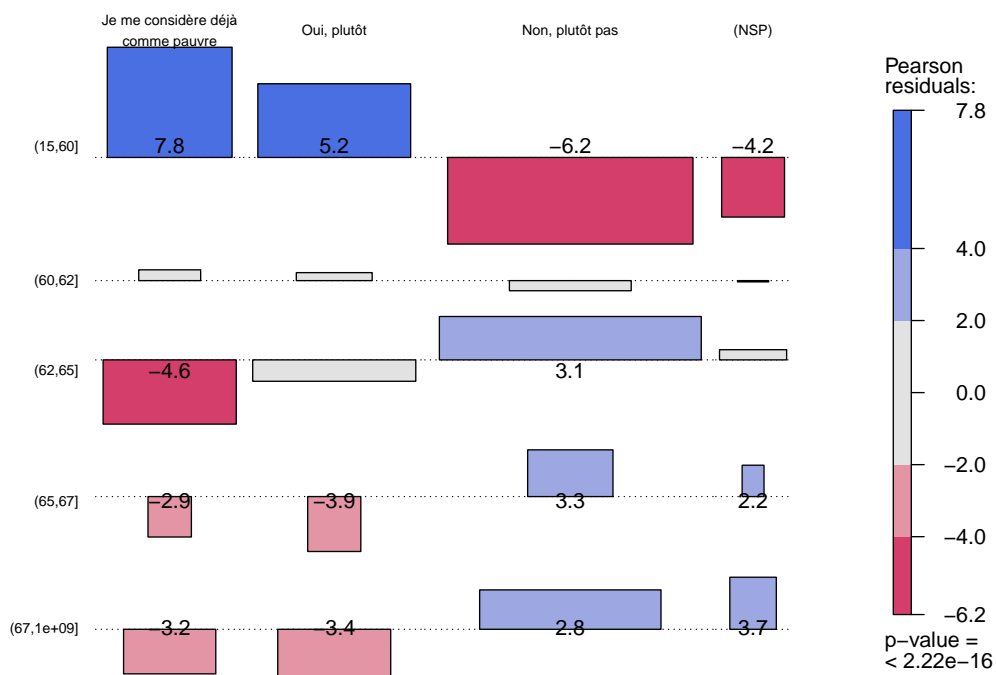 Je me considère déjà
comme pauvre
Oui, plutôt
Non, plutôt pas
(NSP)
(15,60]
7.8
5.2
−6.2
−4.2
(60,62]
(62,65]
−4.6
3.1
(65,67]
−2.9
−3.9
3.3
2.2
(67,1e+09]
−3.2
−3.4
2.8
3.7
Pearson
residuals:
7.8
4.0
2.0
0.0
−2.0
−4.0
−6.2
p−value =
< 2.22e−16